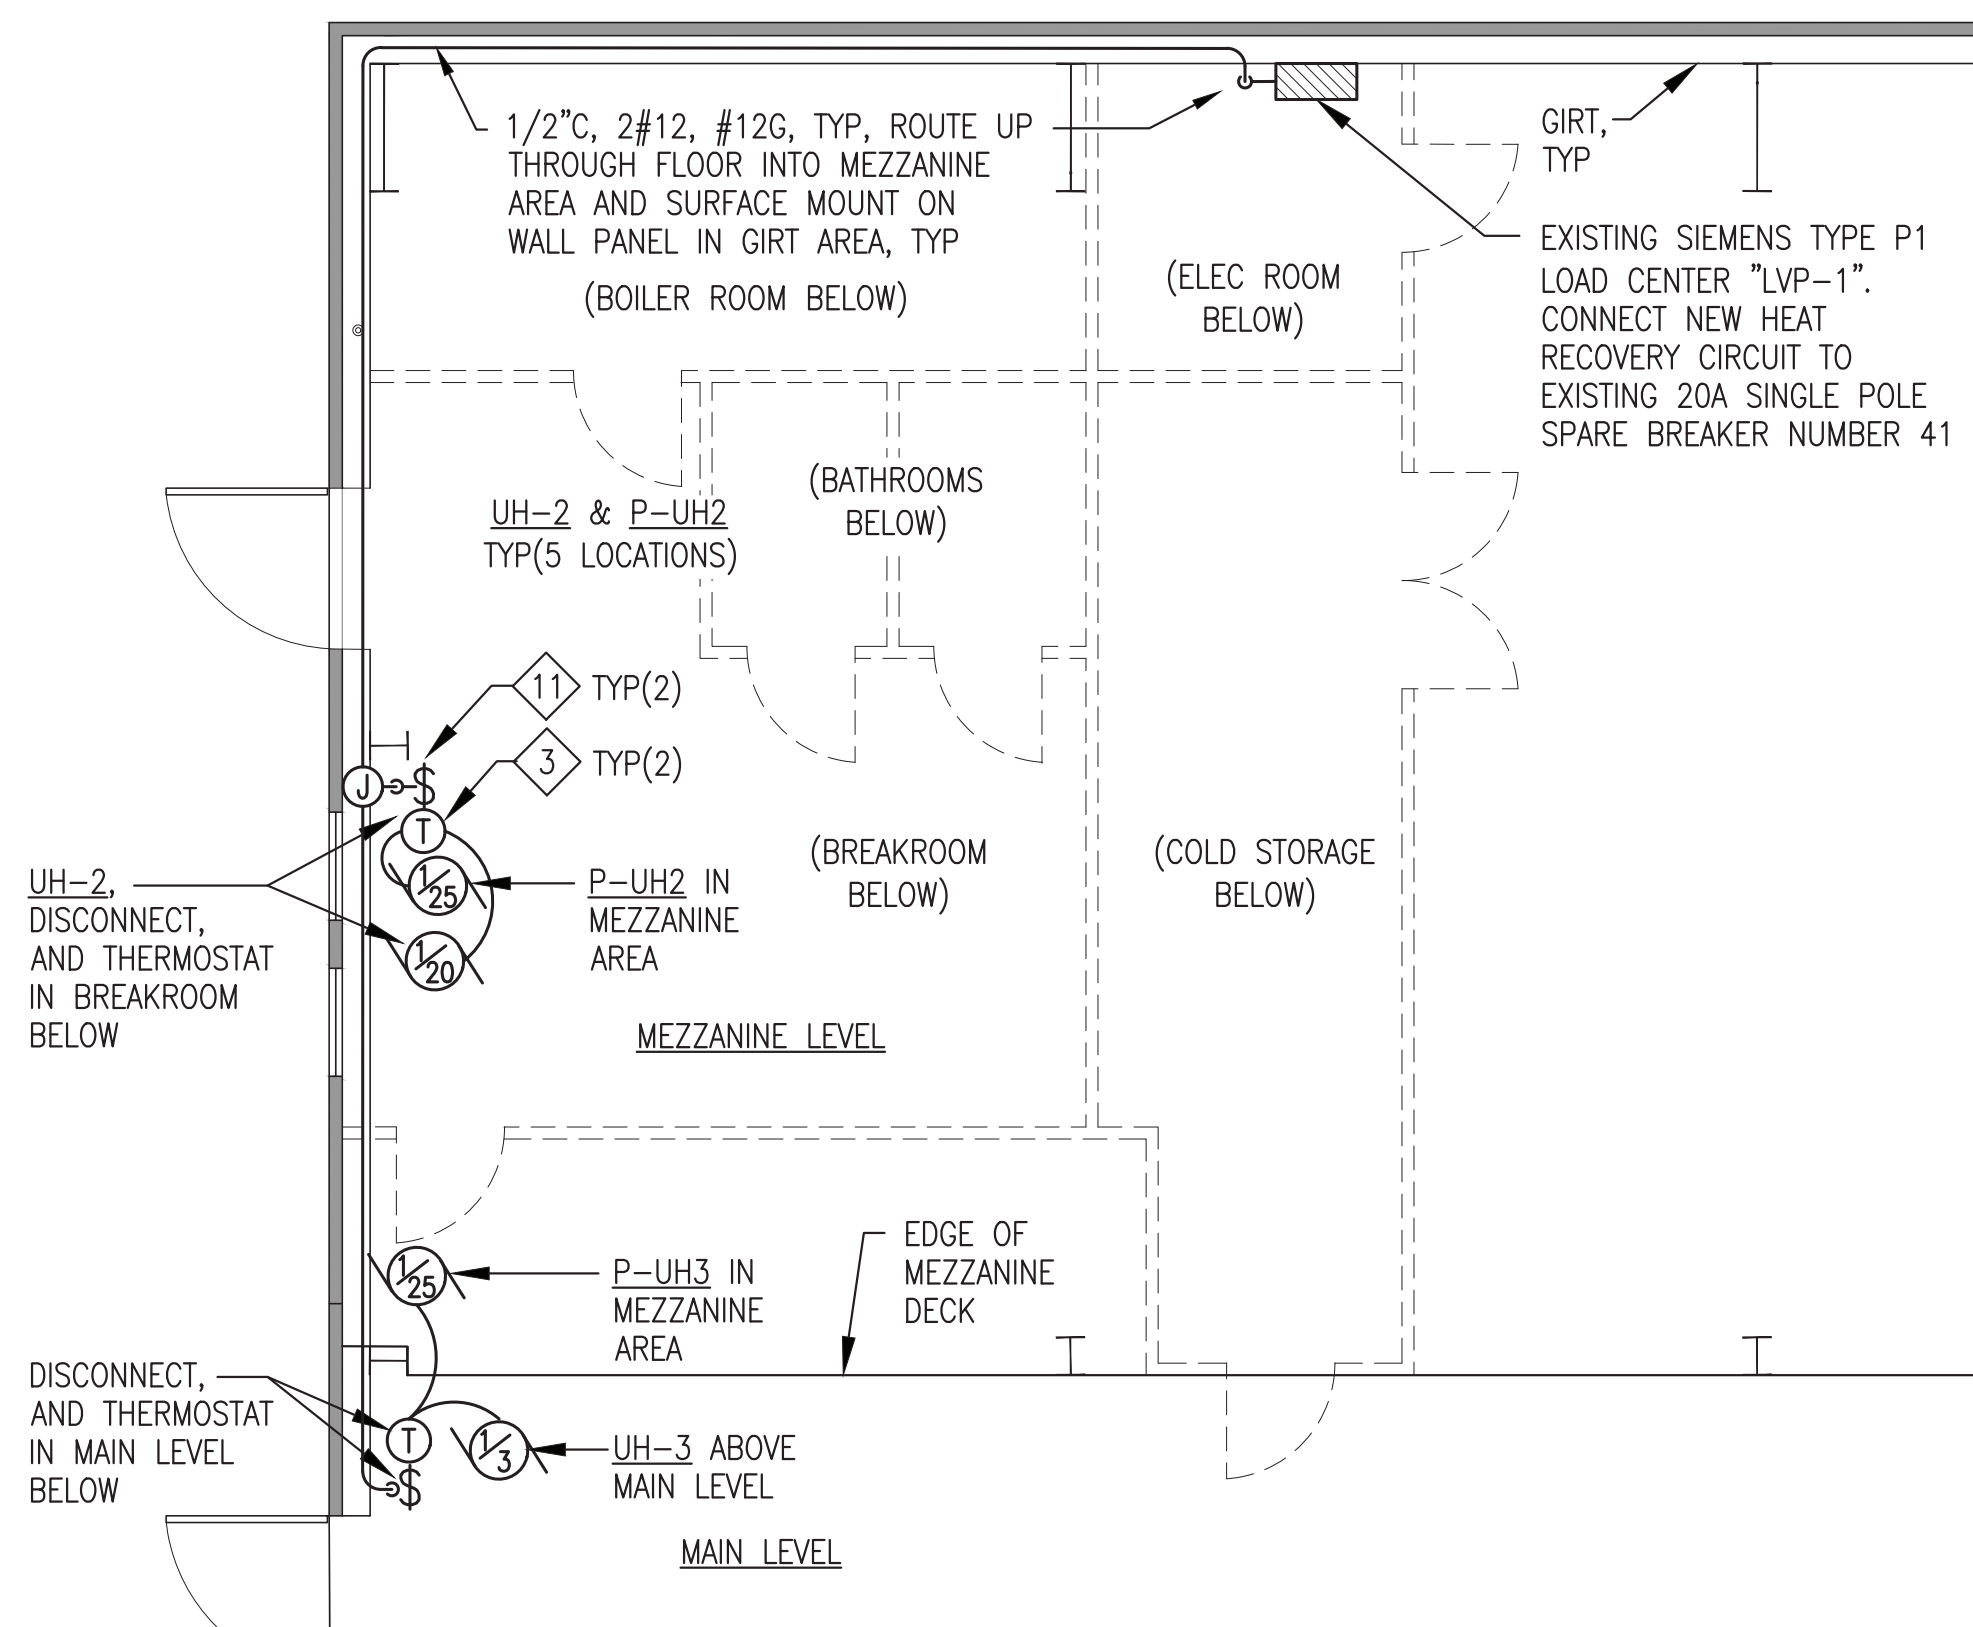 1/2"C, 2#12, #12G, TYP, ROUTE UP
THROUGH FLOOR INTO MEZZANINE
AREA AND SURFACE MOUNT ON
WALL PANEL IN GIRT AREA, TYP
(BOILER ROOM BELOW)
(ELEC ROOM
BELOW)
GIRT,
TYP
EXISTING SIEMENS TYPE P1
LOAD CENTER "LVP-1".
CONNECT NEW HEAT
RECOVERY CIRCUIT TO
EXISTING 20A SINGLE POLE
SPARE BREAKER NUMBER 41
UH-2 & P-UH2
TYP(5 LOCATIONS)
(BATHROOMS
BELOW)
11 TYP(2)
3 TYP(2)
J
$
T
1/25
1/20
UH-2,
DISCONNECT,
AND THERMOSTAT
IN BREAKROOM
BELOW
P-UH2 IN
MEZZANINE
AREA
(BREAKROOM
BELOW)
(COLD STORAGE
BELOW)
MEZZANINE LEVEL
1/25
P-UH3 IN
MEZZANINE
AREA
EDGE OF
MEZZANINE
DECK
DISCONNECT,
AND THERMOSTAT
IN MAIN LEVEL
BELOW
T
$
1/3
UH-3 ABOVE
MAIN LEVEL
MAIN LEVEL